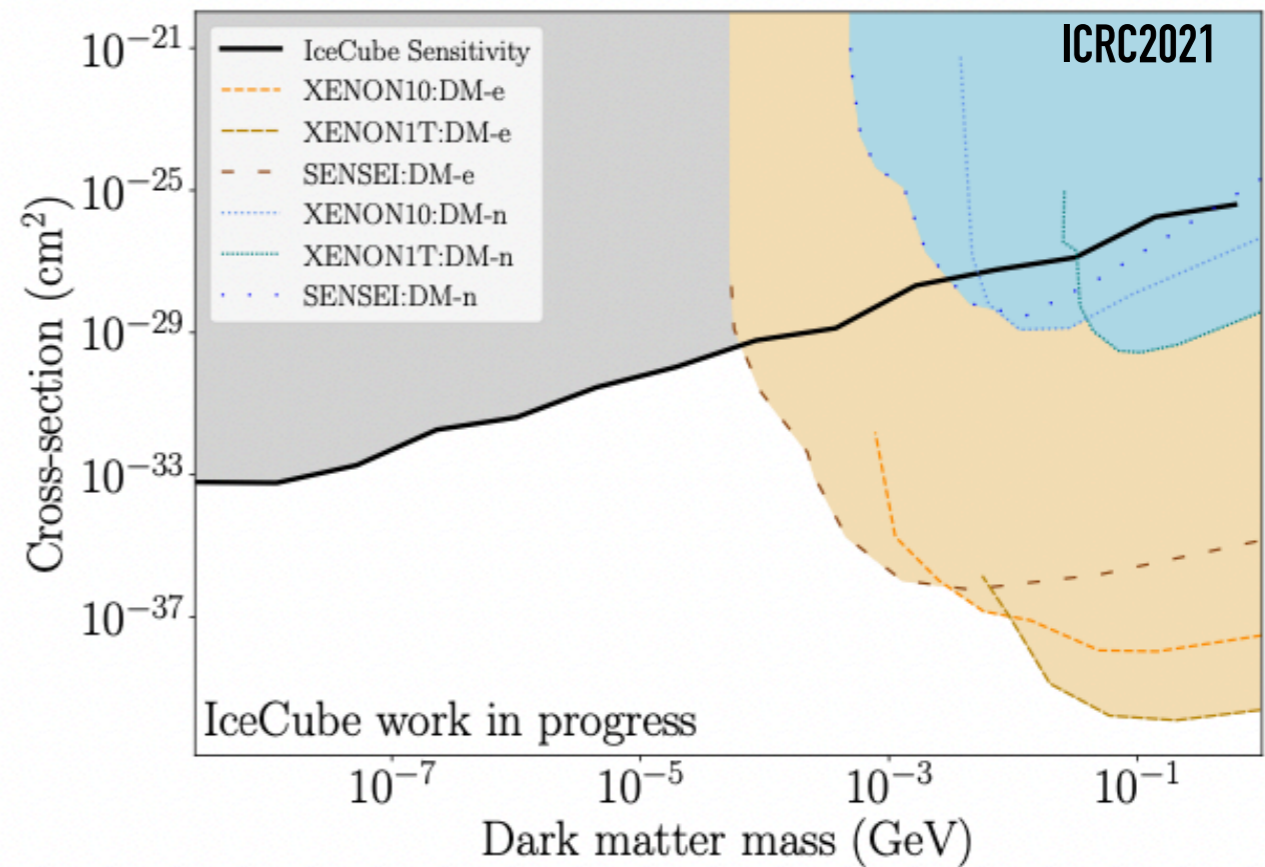 ICRC2021
10⁻²¹
10⁻²⁵
10⁻²⁹
10⁻³³
10⁻³⁷
Cross-section (cm²)
IceCube Sensitivity
XENON10:DM-e
XENON1T:DM-e
SENSEI:DM-e
XENON10:DM-n
XENON1T:DM-n
SENSEI:DM-n
IceCube work in progress
10⁻⁷
10⁻⁵
10⁻³
10⁻¹
Dark matter mass (GeV)